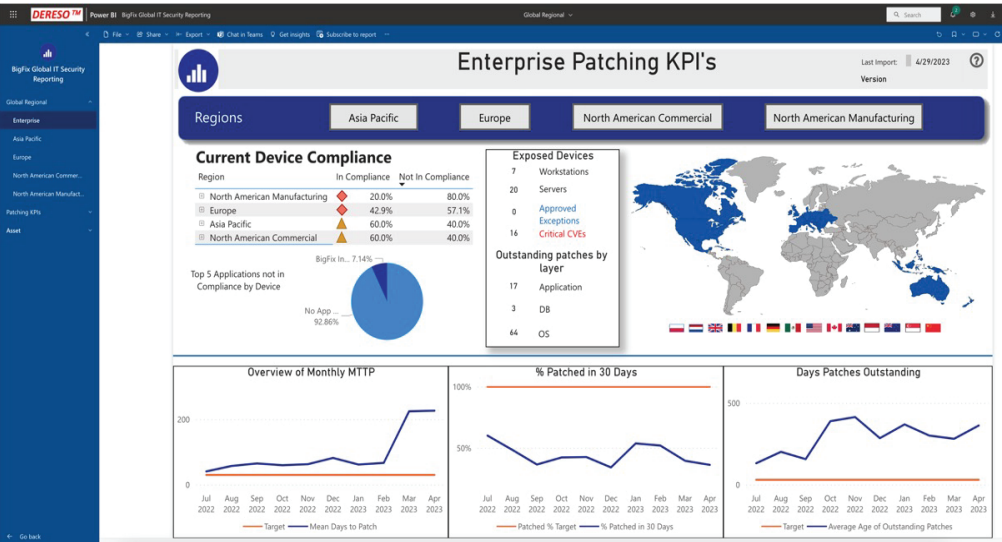 DERESO™ Power BI BigFix Global IT Security Reporting
Global Regional
Search
File Share Export Chat in Teams Get insights Subscribe to report
BigFix Global IT Security
Reporting
Global Regional
Enterprise
Asia Pacific
Europe
North American Commer...
North American Manufact...
Patching KPIs
Asset
Go back
Enterprise Patching KPI's
Last Import: 4/29/2023
Version
Regions
Asia Pacific
Europe
North American Commercial
North American Manufacturing
Current Device Compliance
Region In Compliance Not In Compliance
North American Manufacturing 20.0% 80.0%
Europe 42.9% 57.1%
Asia Pacific 60.0% 40.0%
North American Commercial 60.0% 40.0%
Top 5 Applications not in
Compliance by Device
BigFix In... 7.14%
No App ...
92.86%
Exposed Devices
7 Workstations
20 Servers
0 Approved
Exceptions
16 Critical CVEs
Outstanding patches by
layer
17 Application
3 DB
64 OS
Overview of Monthly MTTP
200
0
Jul Aug Sep Oct Nov Dec Jan Feb Mar Apr
2022 2022 2022 2022 2022 2022 2023 2023 2023 2023
Target Mean Days to Patch
% Patched in 30 Days
100%
50%
Jul Aug Sep Oct Nov Dec Jan Feb Mar Apr
2022 2022 2022 2022 2022 2022 2023 2023 2023 2023
Patched % Target % Patched in 30 Days
Days Patches Outstanding
500
0
Jul Aug Sep Oct Nov Dec Jan Feb Mar Apr
2022 2022 2022 2022 2022 2022 2023 2023 2023 2023
Target Average Age of Outstanding Patches